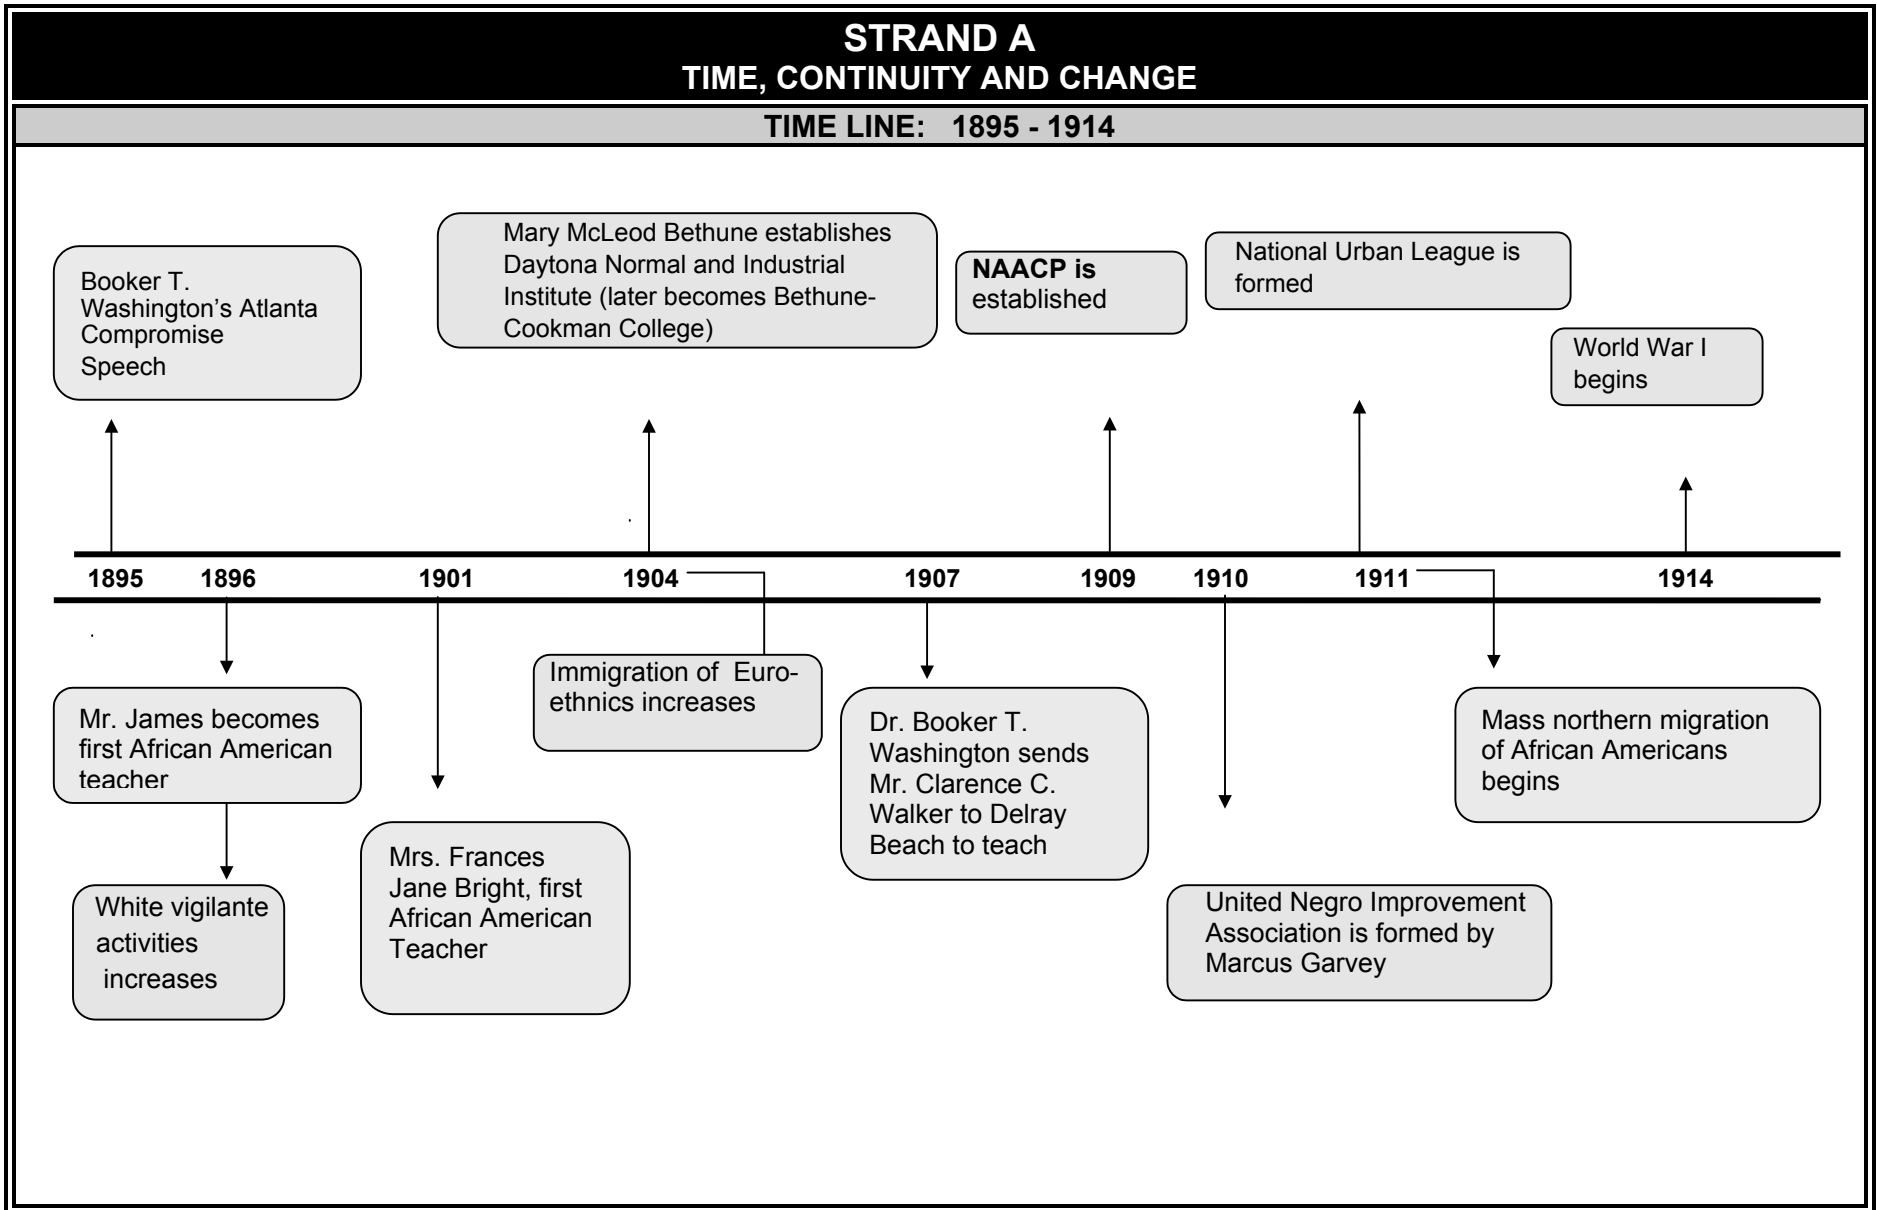 STRAND A
TIME, CONTINUITY AND CHANGE
TIME LINE: 1895 - 1914
Booker T.
Washington’s Atlanta
Compromise
Speech
Mary McLeod Bethune establishes
Daytona Normal and Industrial
Institute (later becomes Bethune-
Cookman College)
NAACP is
established
National Urban League is
formed
World War I
begins
1895 1896 1901 1904 1907 1909 1910 1911 1914
Mr. James becomes
first African American
teacher
White vigilante
activities
increases
Mrs. Frances
Jane Bright, first
African American
Teacher
Immigration of Euro-
ethnics increases
Dr. Booker T.
Washington sends
Mr. Clarence C.
Walker to Delray
Beach to teach
United Negro Improvement
Association is formed by
Marcus Garvey
Mass northern migration
of African Americans
begins